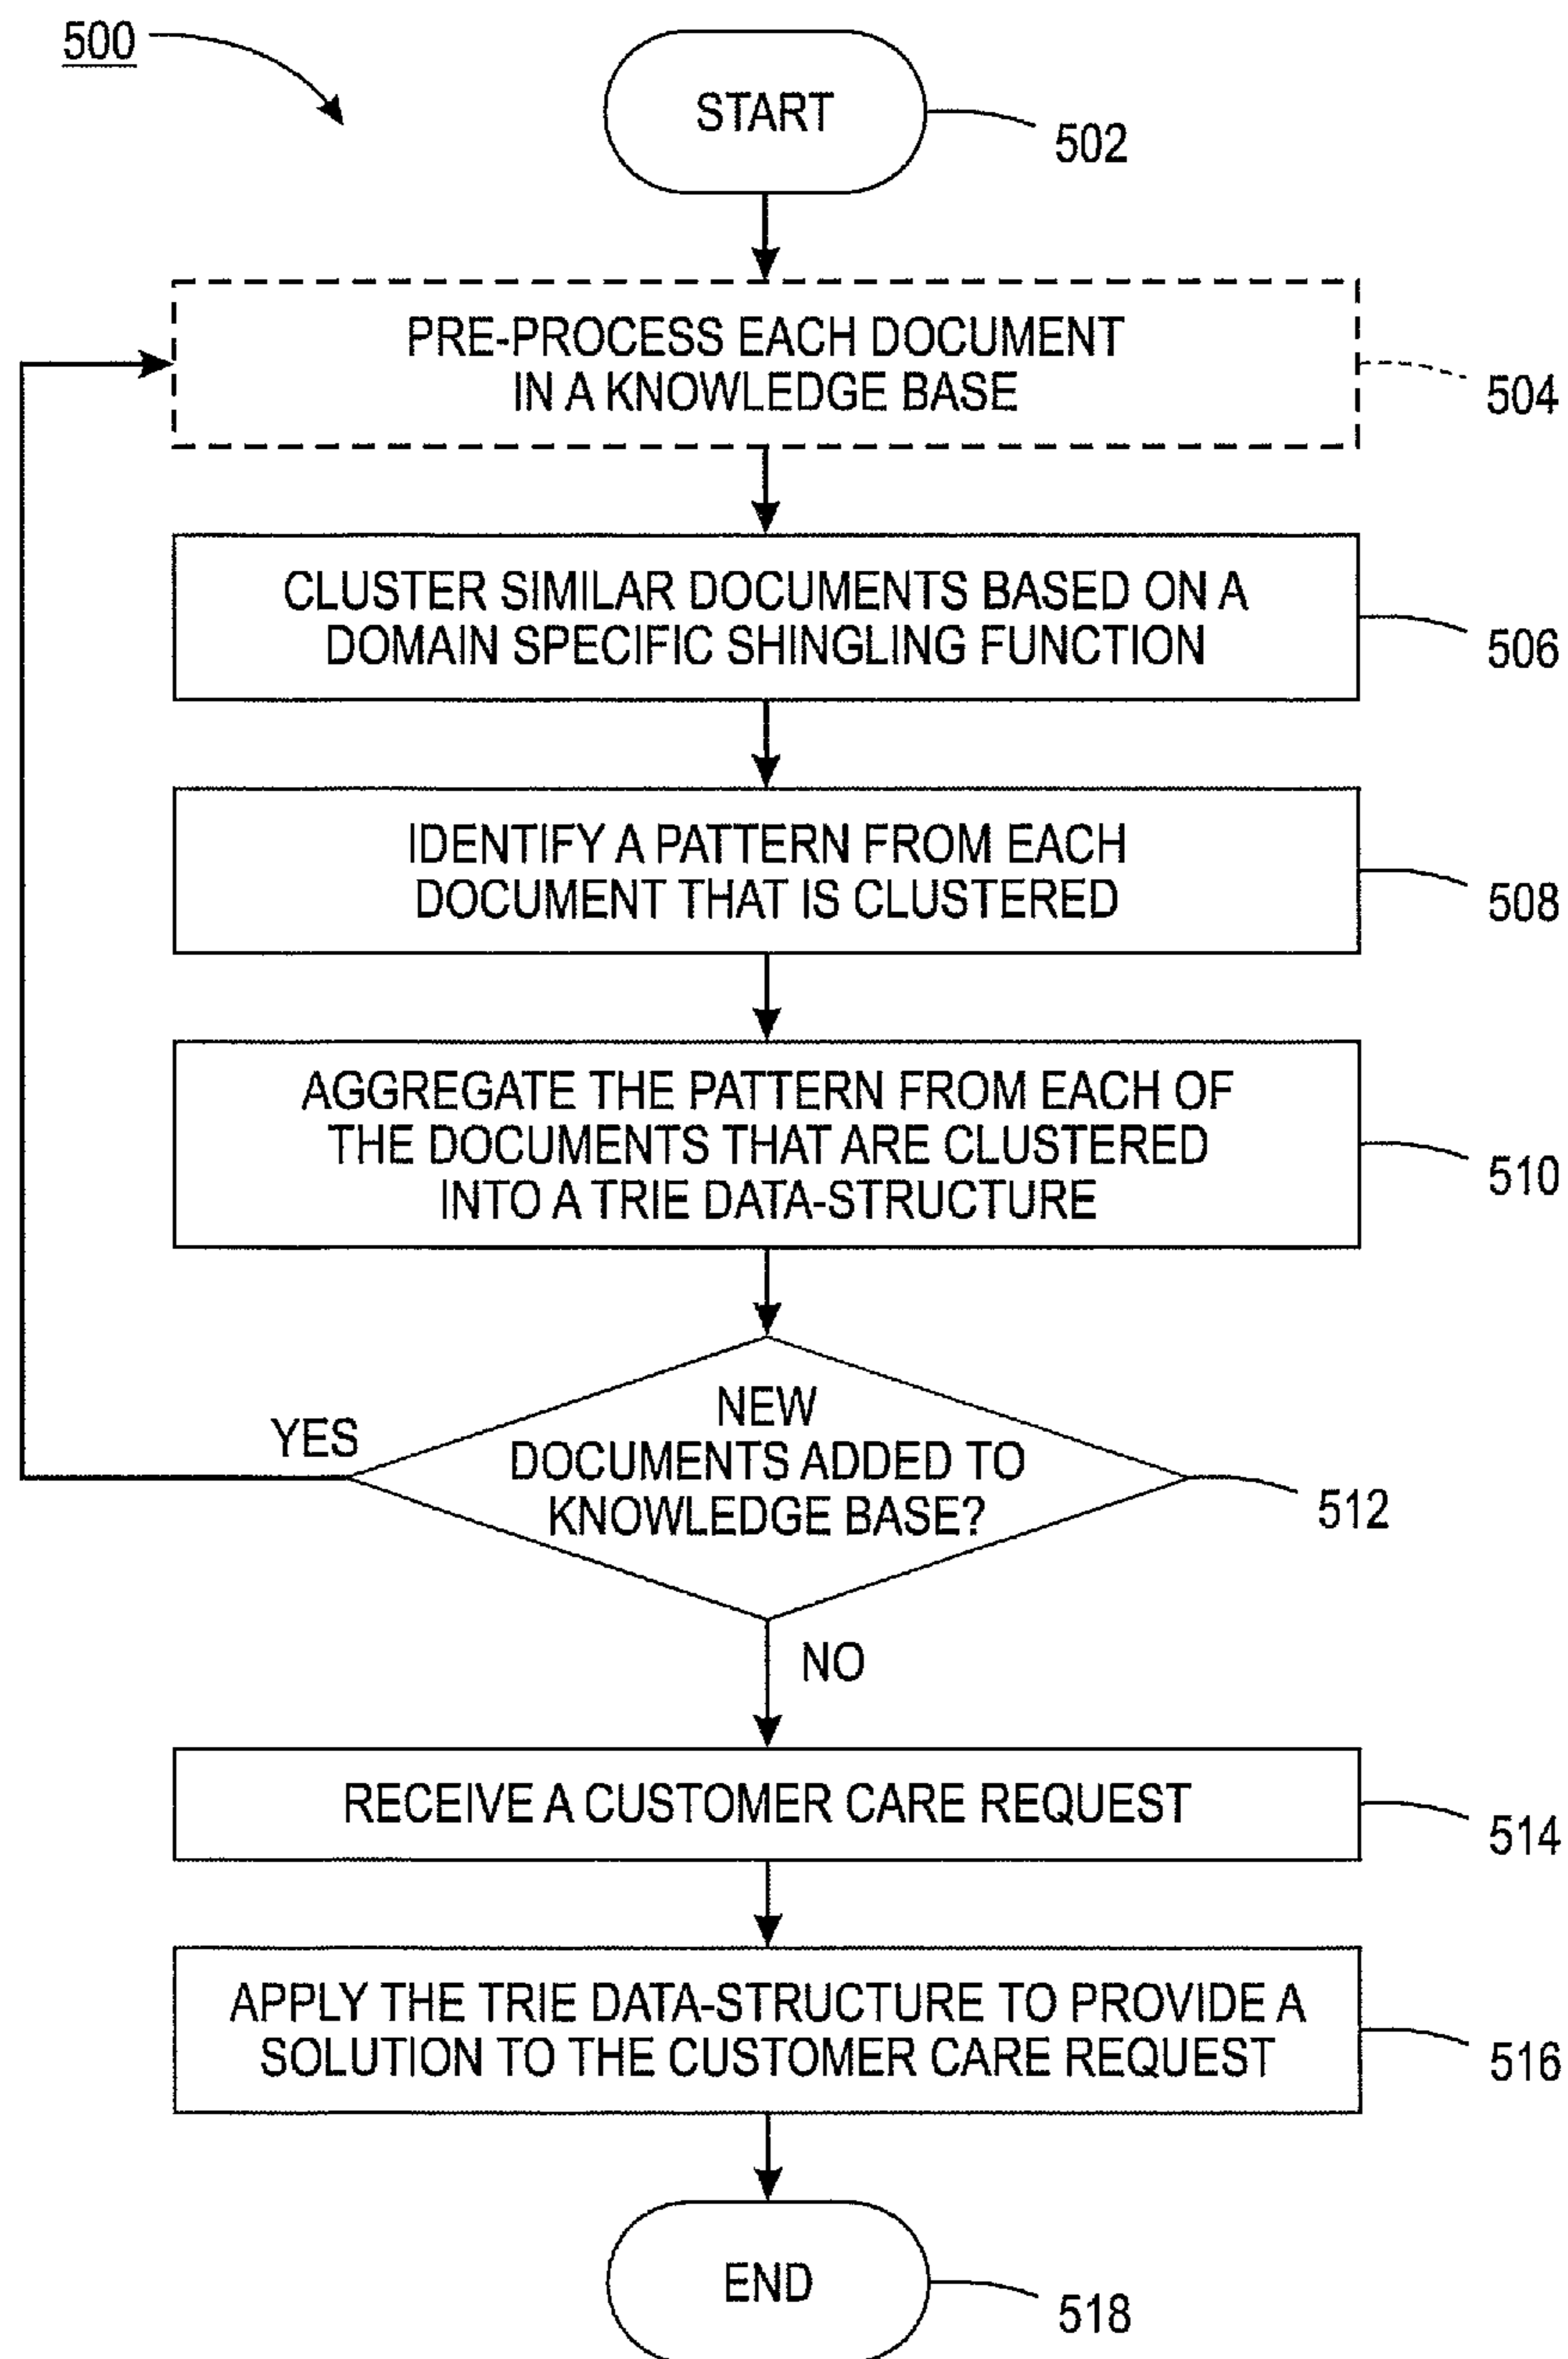 500
START
502
PRE-PROCESS EACH DOCUMENT
IN A KNOWLEDGE BASE
504
CLUSTER SIMILAR DOCUMENTS BASED ON A
DOMAIN SPECIFIC SHINGLING FUNCTION
506
IDENTIFY A PATTERN FROM EACH
DOCUMENT THAT IS CLUSTERED
508
AGGREGATE THE PATTERN FROM EACH OF
THE DOCUMENTS THAT ARE CLUSTERED
INTO A TRIE DATA-STRUCTURE
510
YES
NEW
DOCUMENTS ADDED TO
KNOWLEDGE BASE?
512
NO
RECEIVE A CUSTOMER CARE REQUEST
514
APPLY THE TRIE DATA-STRUCTURE TO PROVIDE A
SOLUTION TO THE CUSTOMER CARE REQUEST
516
END
518